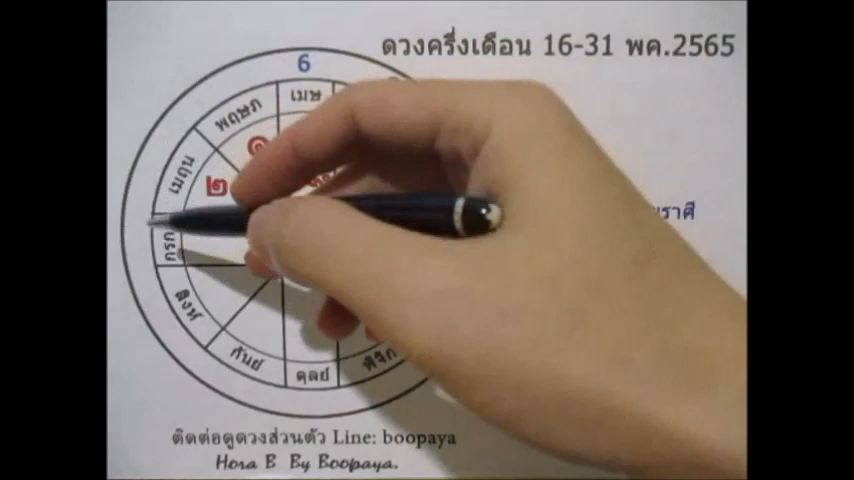 ดวงครึ่งเดือน 16-31 พค.2565
6
เมษ
พฤษภ
๑
เมถุน
๒
กรก
สิงห์
กันย์
ตุลย์
พิจิก
ติดต่อดูดวงส่วนตัว Line: boopaya
Hora B By Boopaya.